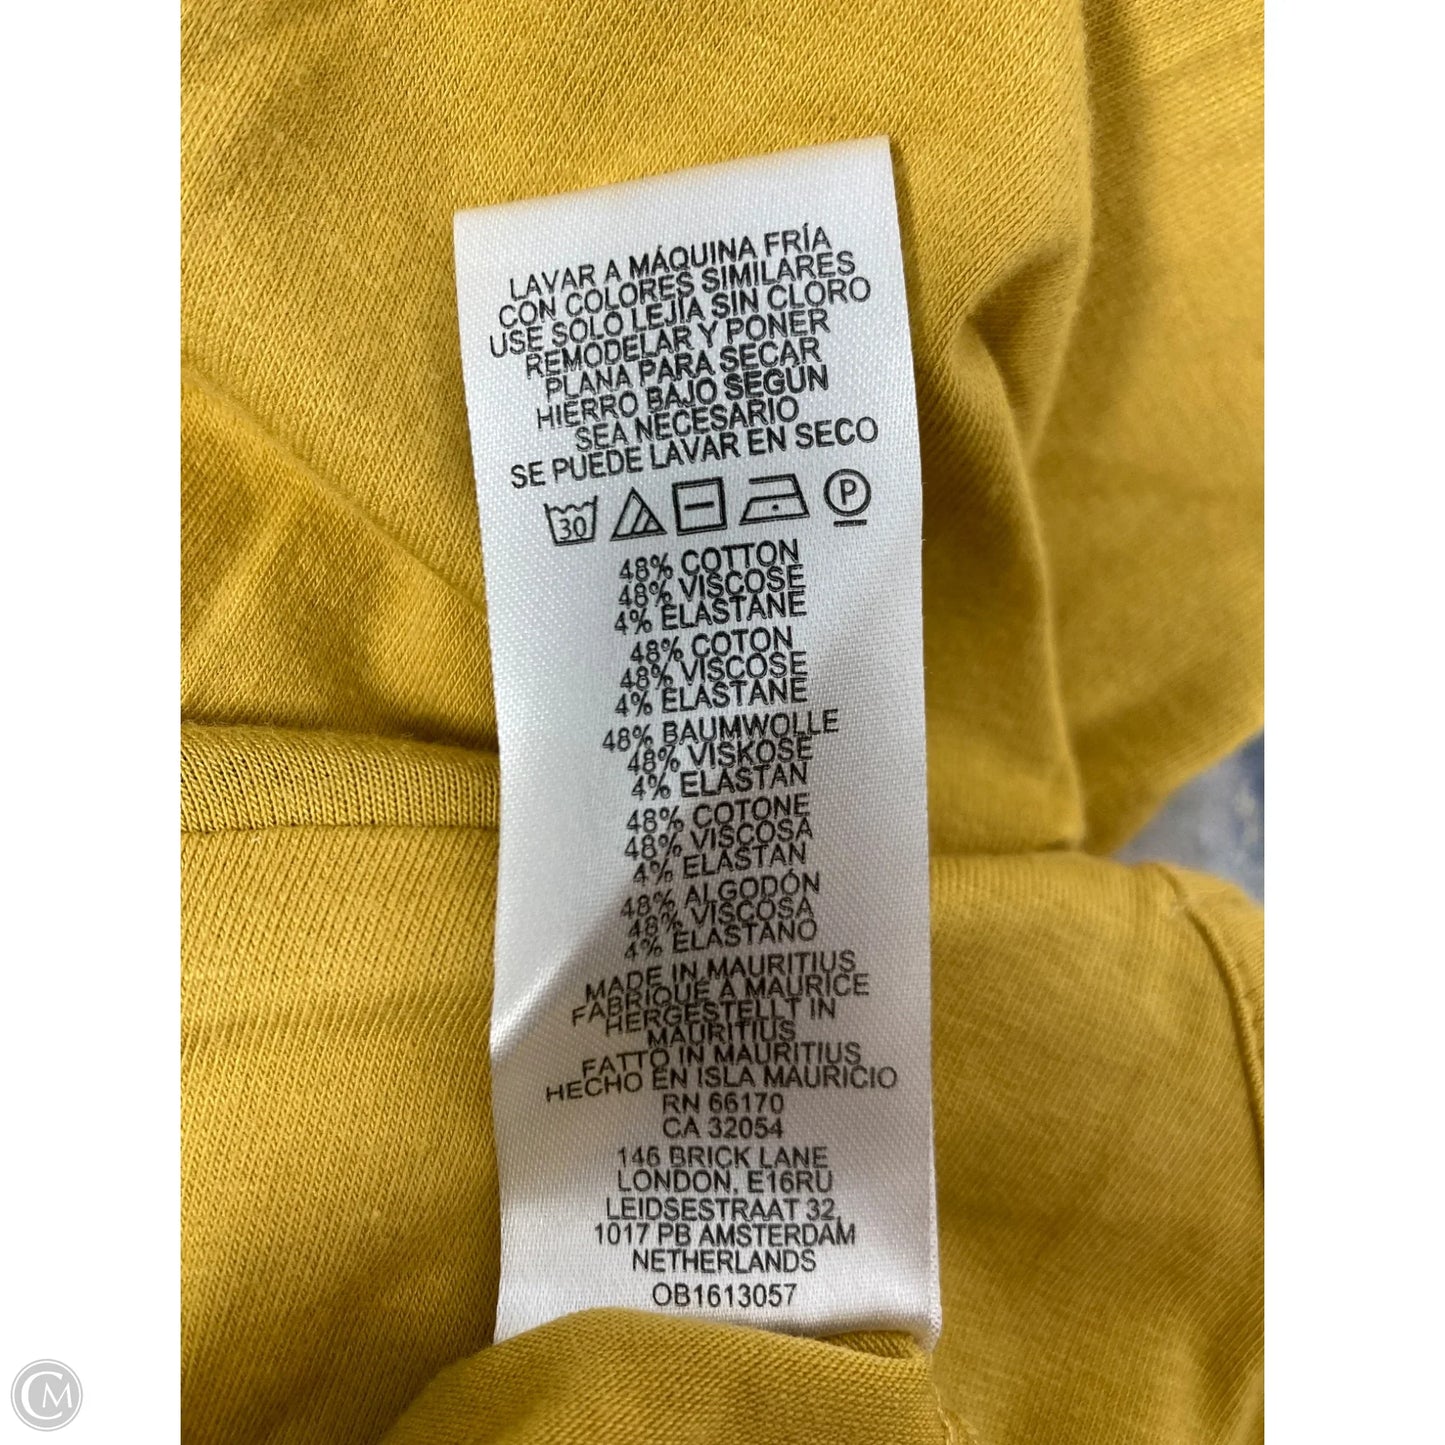 LAVAR A MÁQUINA FRÍA
CON COLORES SIMILARES
USE SOLO LEJÍA SIN CLORO
REMODELAR Y PONER
PLANA PARA SECAR
HIERRO BAJO SEGUN
SEA NECESARIO
SE PUEDE LAVAR EN SECO
30 P
48% COTTON
48% VISCOSE
4% ELASTANE
48% COTON
48% VISCOSE
4% ELASTANE
48% BAUMWOLLE
48% VISKOSE
4% ELASTAN
48% COTONE
48% VISCOSA
4% ELASTAN
48% ALGODÓN
48% VISCOSA
4% ELASTANO
MADE IN MAURITIUS
FABRIQUÉ À MAURICE
HERGESTELLT IN
MAURITIUS
FATTO IN MAURITIUS
HECHO EN ISLA MAURICIO
RN 66170
CA 32054
146 BRICK LANE
LONDON, E16RU
LEIDSESTRAAT 32,
1017 PB AMSTERDAM
NETHERLANDS
OB1613057
CM